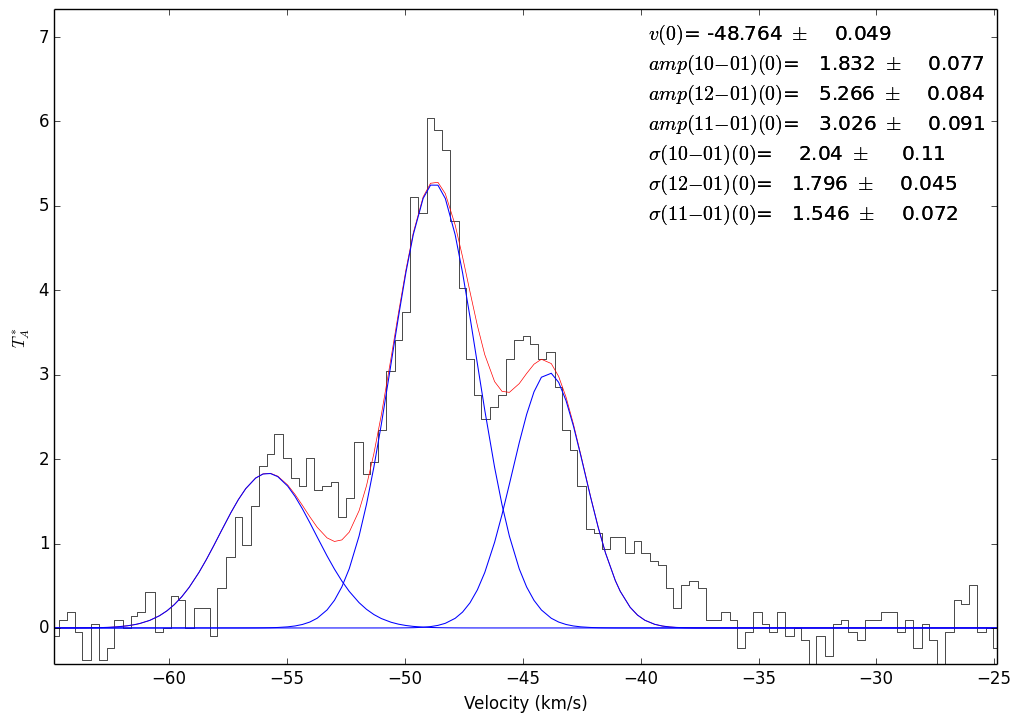 v(0)= -48.764 ± 0.049
amp(10−01)(0)= 1.832 ± 0.077
amp(12−01)(0)= 5.266 ± 0.084
amp(11−01)(0)= 3.026 ± 0.091
σ(10−01)(0)= 2.04 ± 0.11
σ(12−01)(0)= 1.796 ± 0.045
σ(11−01)(0)= 1.546 ± 0.072
7
6
5
4
3
2
1
0
T*A
−60 −55 −50 −45 −40 −35 −30 −25
Velocity (km/s)